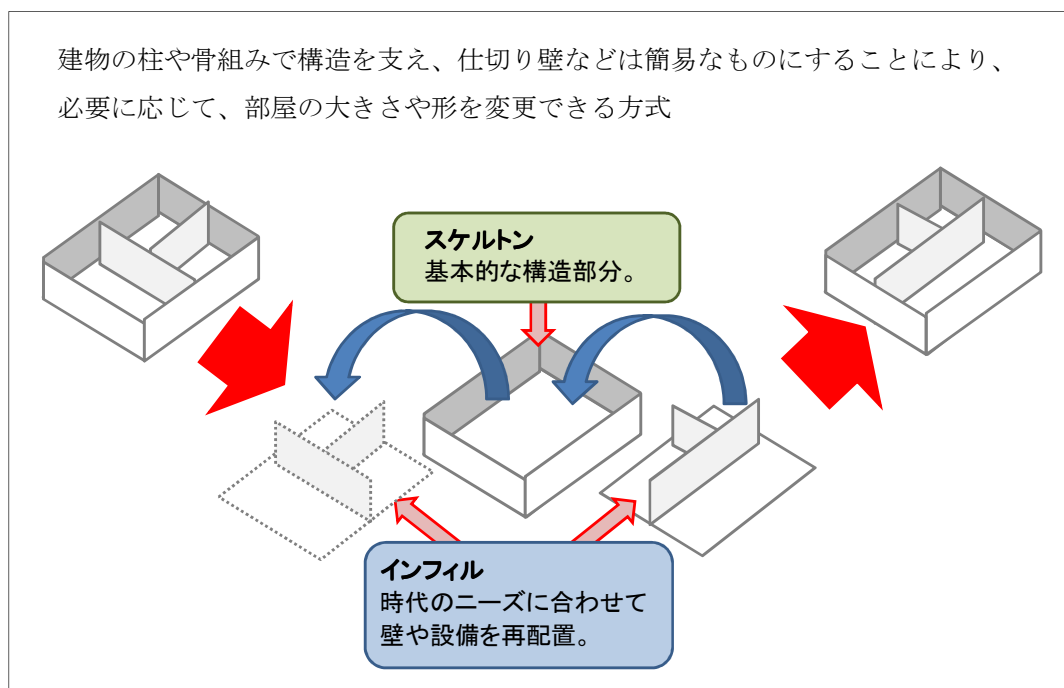 建物の柱や骨組みで構造を支え、仕切り壁などは簡易なものにすることにより、
必要に応じて、部屋の大きさや形を変更できる方式
スケルトン
基本的な構造部分。
インフィル
時代のニーズに合わせて
壁や設備を再配置。